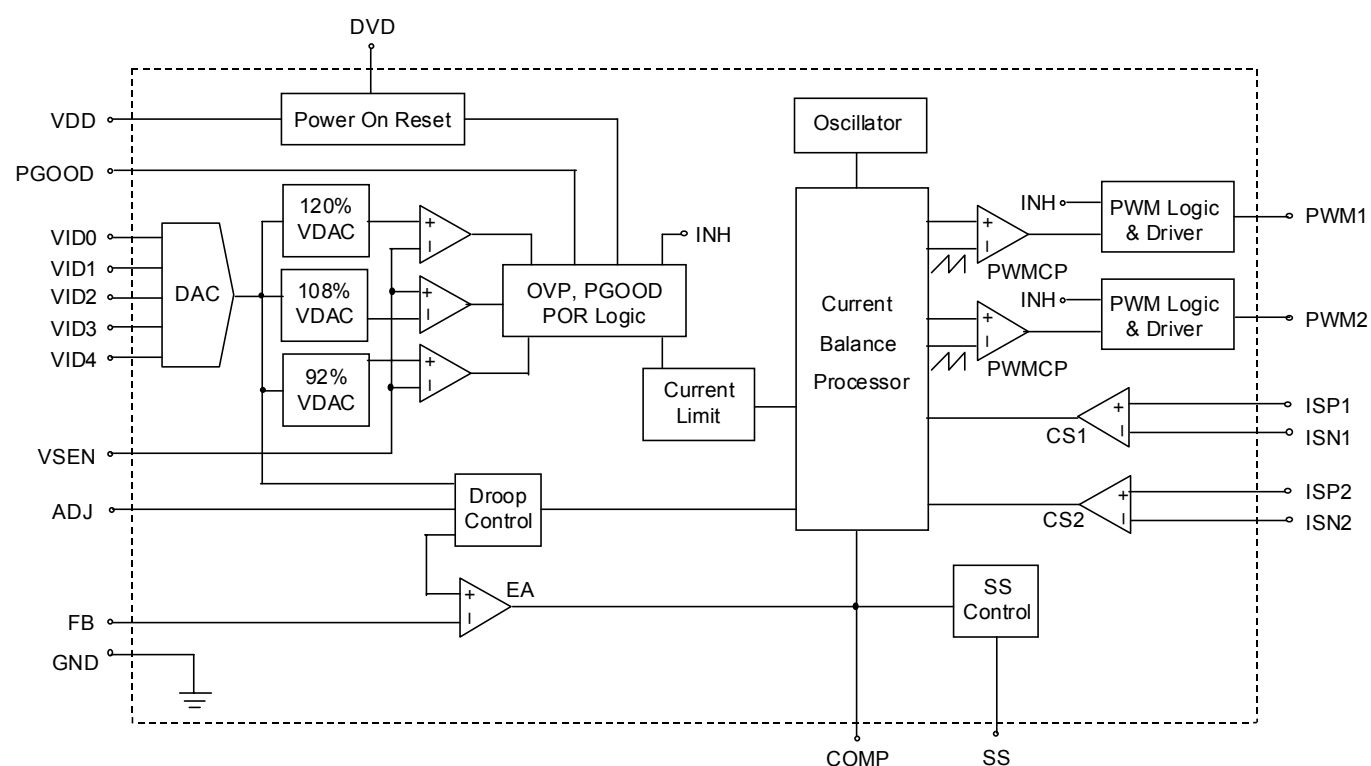 DVD
VDD
Power On Reset
Oscillator
PGOOD
120%
VDAC
+
−
INH
PWM Logic
& Driver
PWM1
VID0
VID1
VID2
VID3
VID4
DAC
INH
+
−
PWMCP
108%
VDAC
+
−
OVP, PGOOD
POR Logic
Current
Balance
Processor
INH
PWM Logic
& Driver
PWM2
+
−
PWMCP
92%
VDAC
+
−
Current
Limit
+
−
CS1
ISP1
ISN1
VSEN
ADJ
Droop
Control
+
−
CS2
ISP2
ISN2
FB
+
−
EA
SS
Control
GND
COMP
SS